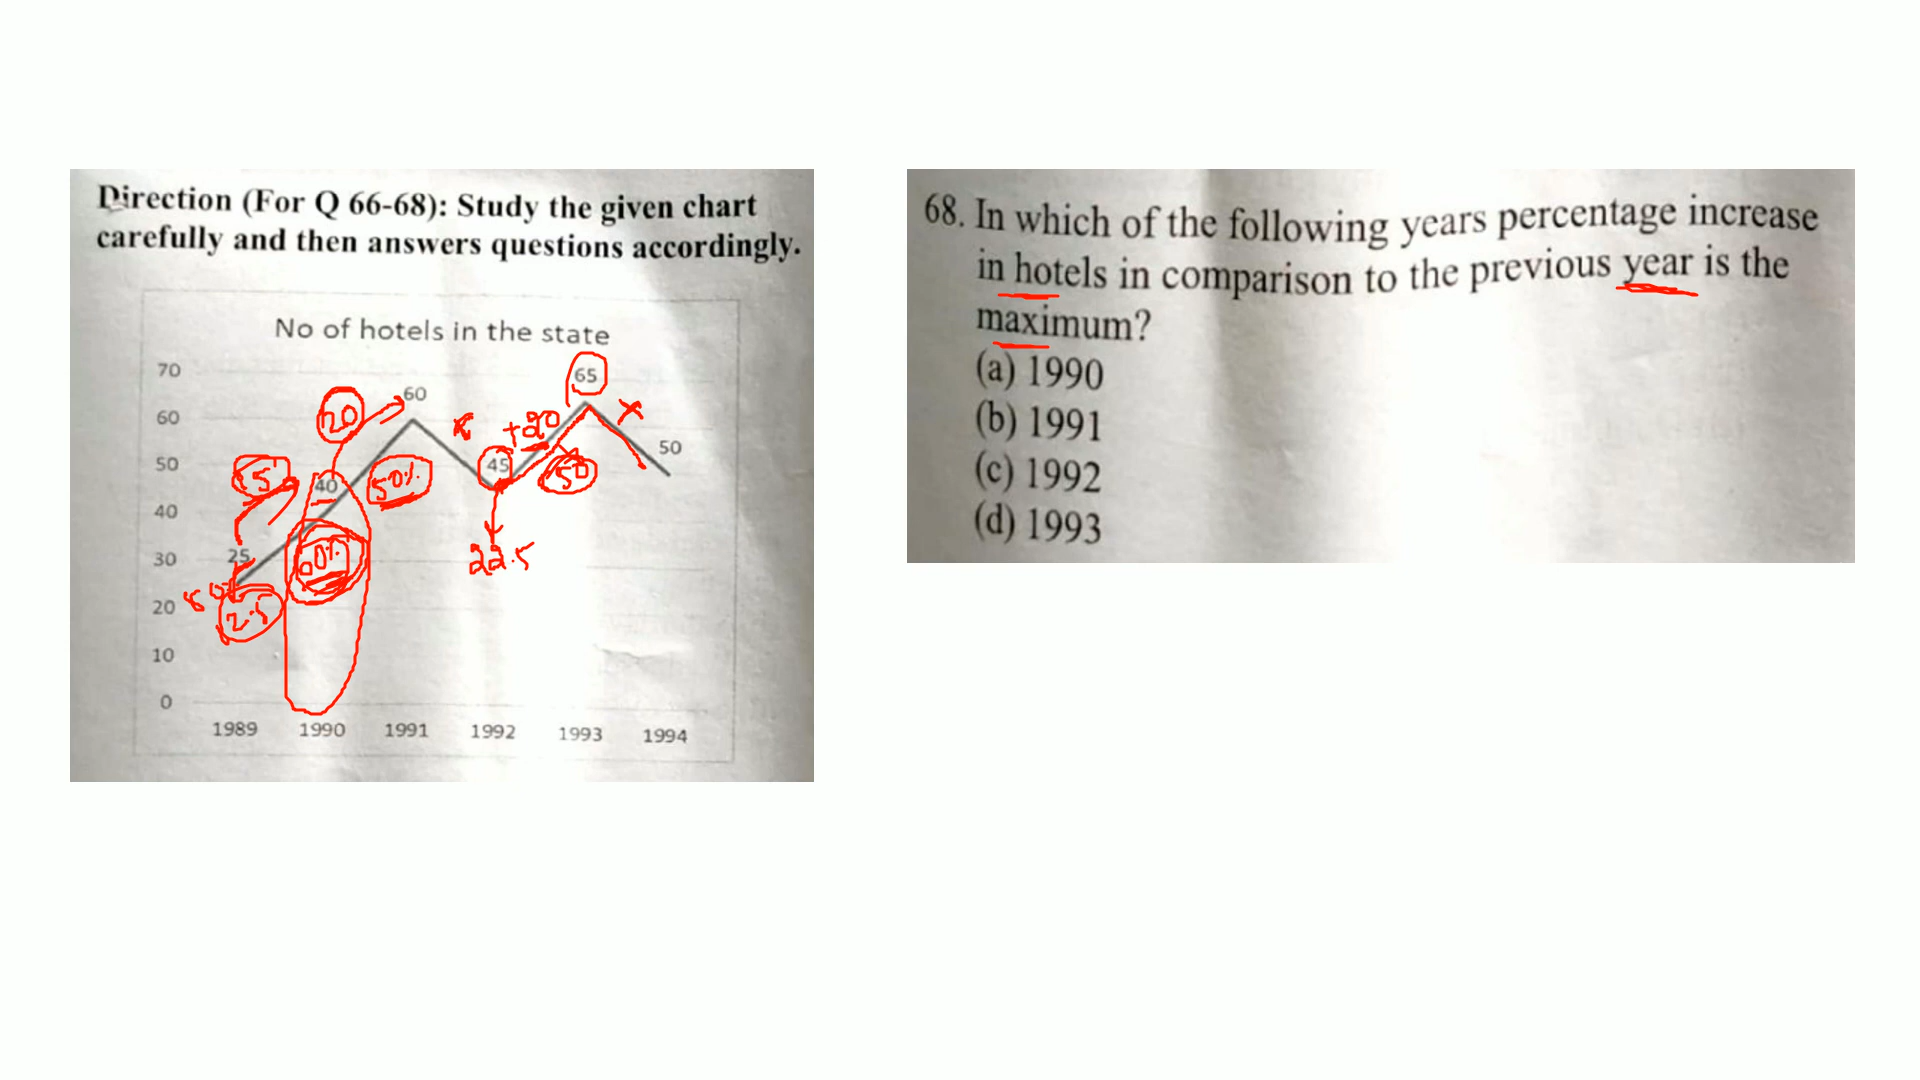 Direction (For Q 66-68): Study the given chart
carefully and then answers questions accordingly.
No of hotels in the state
70
60
50
40
30
20
10
0
25
40
60
45
65
50
20
50%
+20
50
22.5
2.5
1989 1990 1991 1992 1993 1994
68. In which of the following years percentage increase
in hotels in comparison to the previous year is the
maximum?
(a) 1990
(b) 1991
(c) 1992
(d) 1993